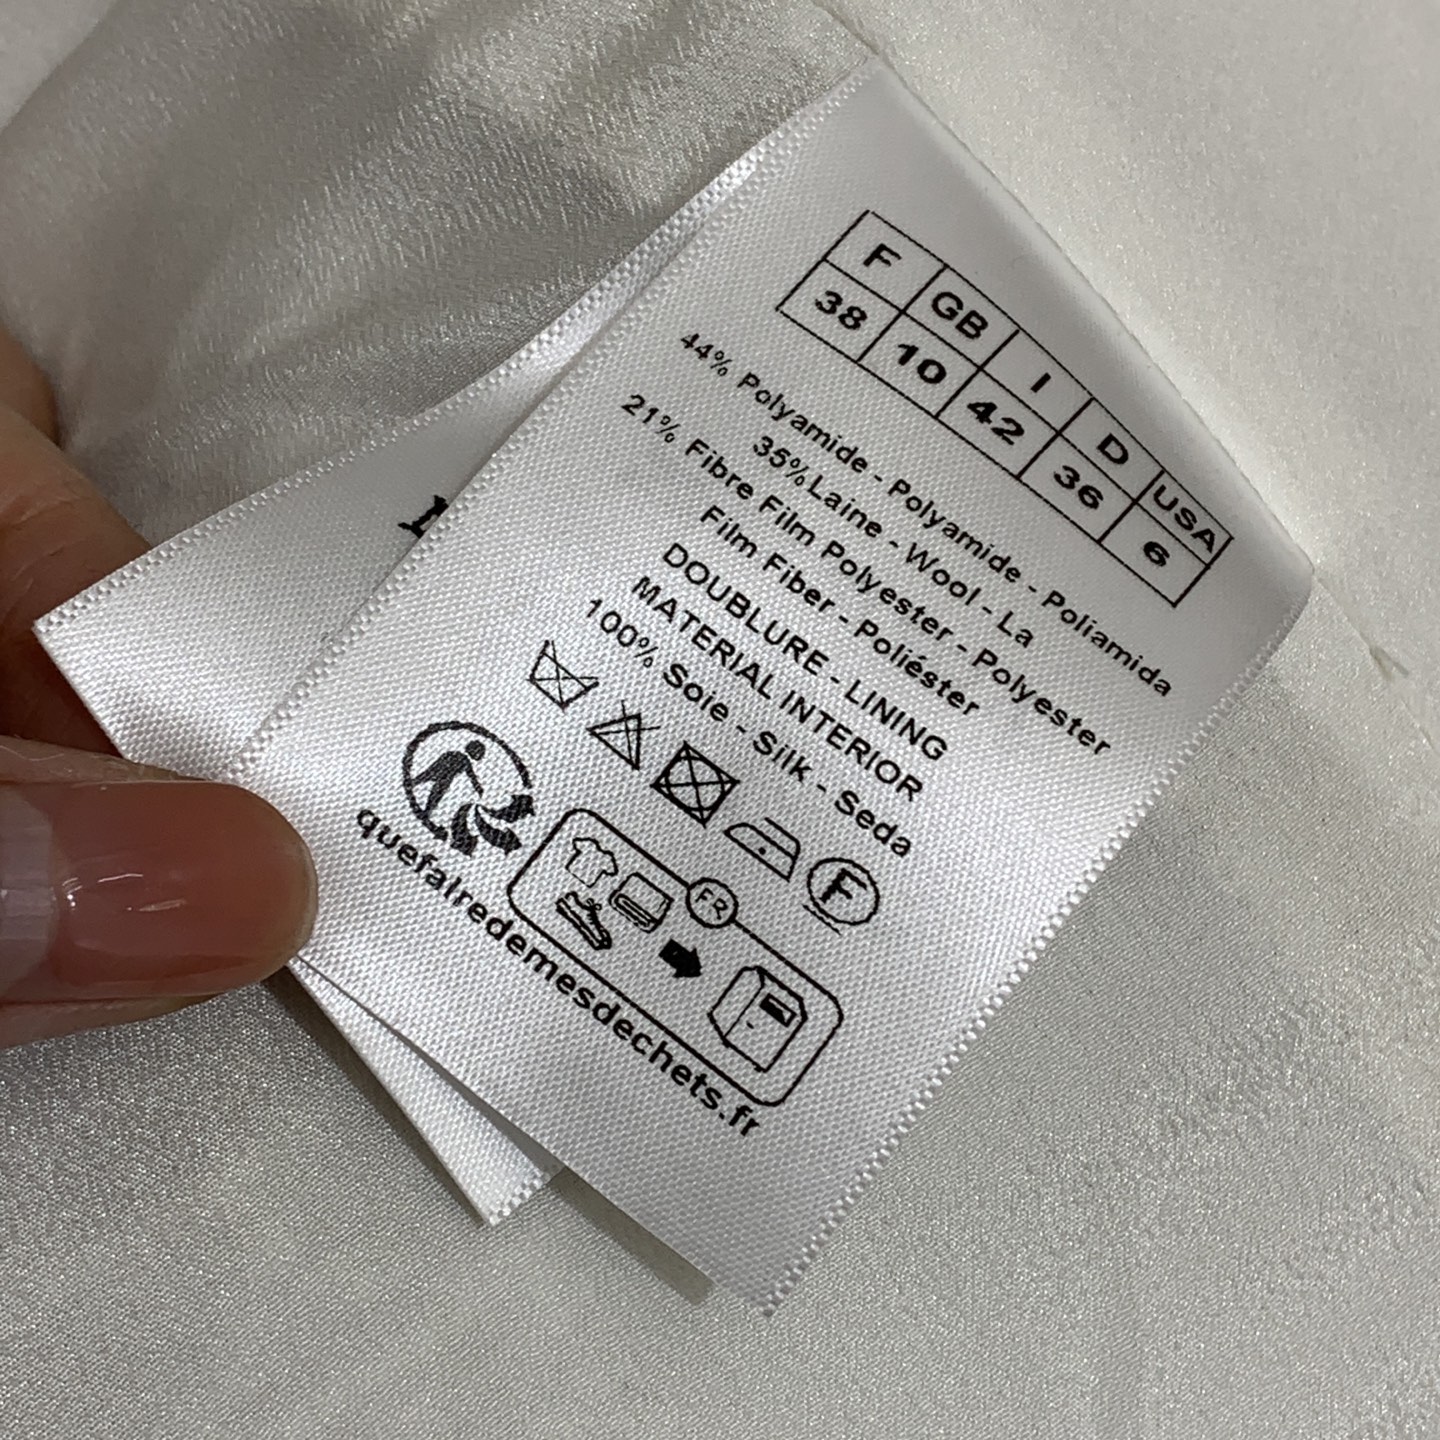 F GB I D USA
38 10 42 36 6
44% Polyamide - Polyamide - Poliamida
35%Laine - Wool - La
21% Fibre Film Polyester - Polyester
Film Fiber - Poliéster
DOUBLURE - LINING
MATERIAL INTERIOR
100% Soie - Silk - Seda
F
FR
quefairedemesdechets.fr